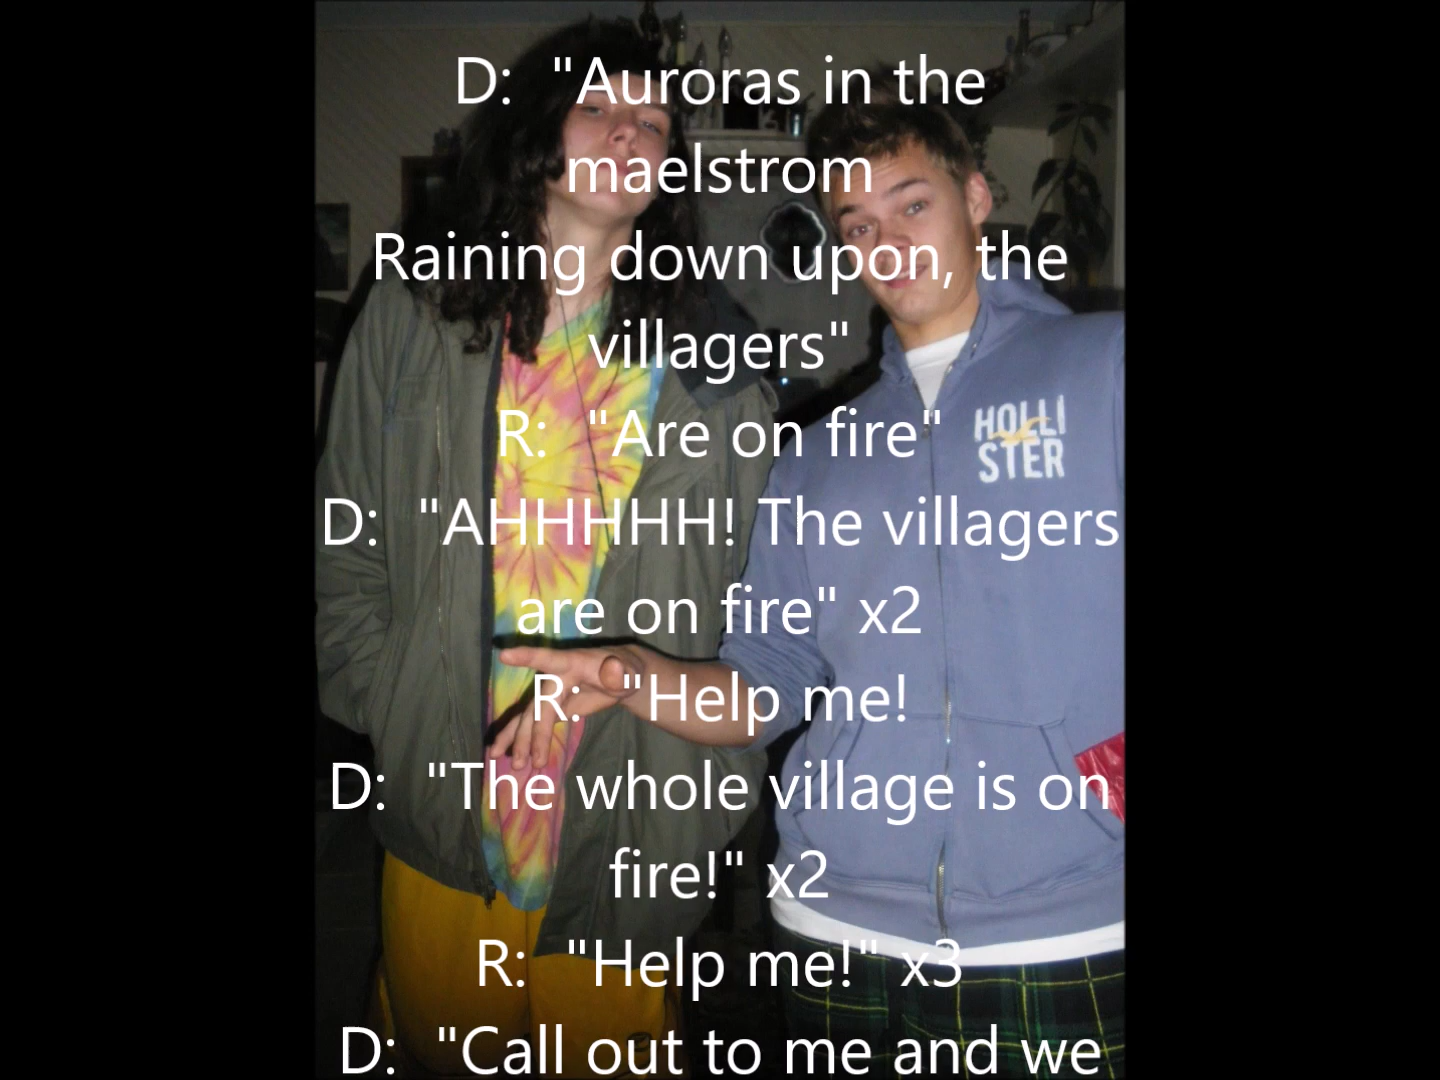 D:  "Auroras in the
maelstrom
Raining down upon, the
villagers"
R:  "Are on fire"
HOLLI
STER
D:  "AHHHHH! The villagers
are on fire" x2
R:  "Help me!
D:  "The whole village is on
fire!" x2
R:  "Help me!" x3
D:  "Call out to me and we